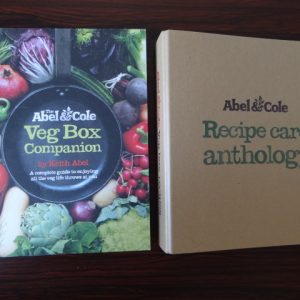 The
Abel & Cole
Veg Box
Companion
by Keith Abel
A complete guide to enjoying
all the veg life throws at you
Abel & Cole
Recipe car
anthology